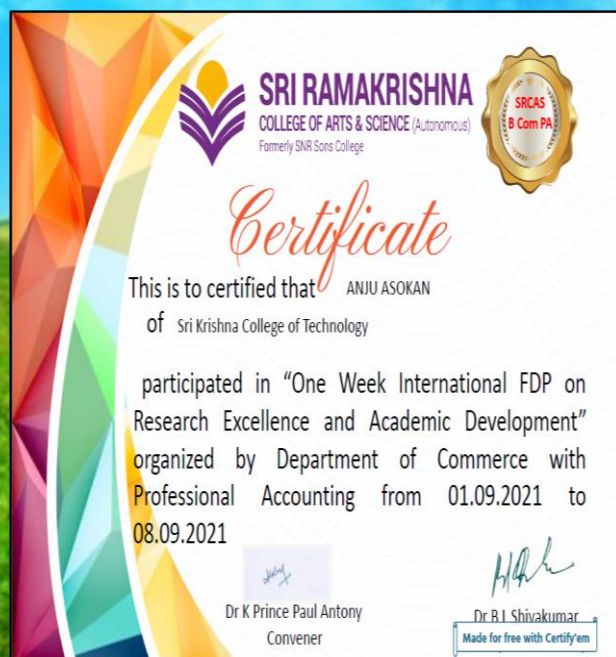 SRI RAMAKRISHNA
COLLEGE OF ARTS & SCIENCE (Autonomous)
Formerly SNR Sons College
SRCAS
B Com PA
Certificate
This is to certified that ANJU ASOKAN
of Sri Krishna College of Technology
participated in “One Week International FDP on
Research Excellence and Academic Development”
organized by Department of Commerce with
Professional Accounting from 01.09.2021 to
08.09.2021
Dr K Prince Paul Antony
Convener
Dr B L Shivakumar
Made for free with Certify'em